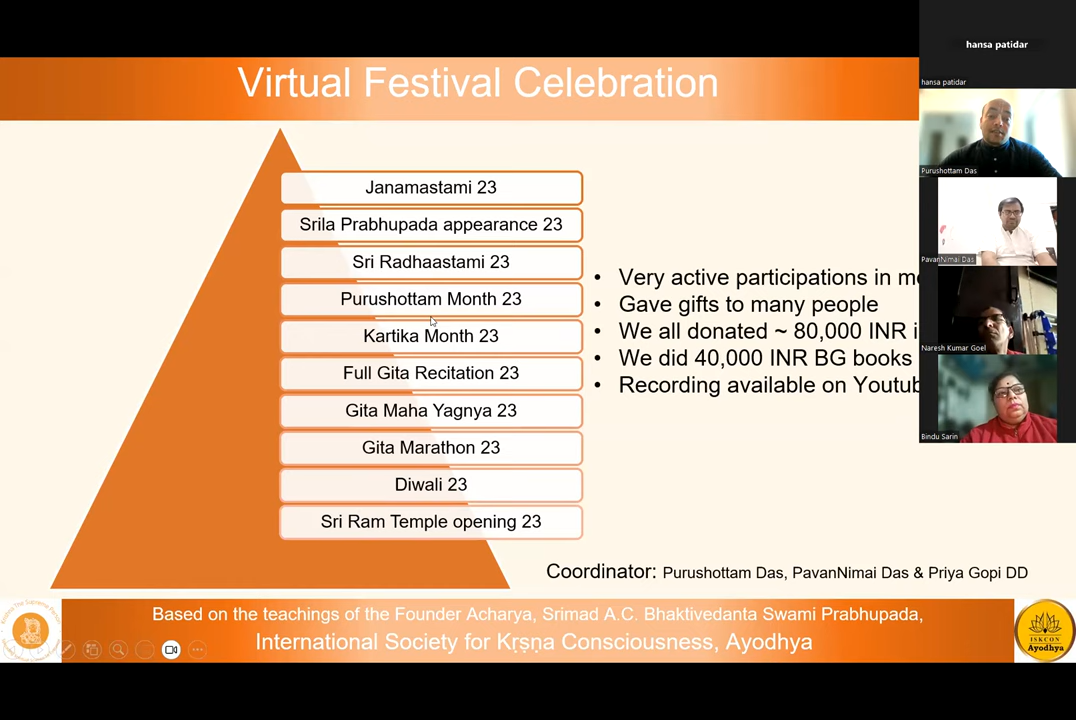 Virtual Festival Celebration
Janamastami 23
Srila Prabhupada appearance 23
Sri Radhaastami 23
Purushottam Month 23
Kartika Month 23
Full Gita Recitation 23
Gita Maha Yagnya 23
Gita Marathon 23
Diwali 23
Sri Ram Temple opening 23
• Very active participations in
• Gave gifts to many people
• We all donated ~ 80,000 INR
• We did 40,000 INR BG books
• Recording available on
Coordinator: Purushottam Das, PavanNimai Das & Priya Gopi DD
Based on the teachings of the Founder Acharya, Srimad A.C. Bhaktivedanta Swami Prabhupada,
International Society for Kṛṣṇa Consciousness, Ayodhya
ISKCON
Ayodhya
hansa patidar
hansa patidar
Purushottam Das
PavanNimai Das
Naresh Kumar Goel
Bindu Sarin